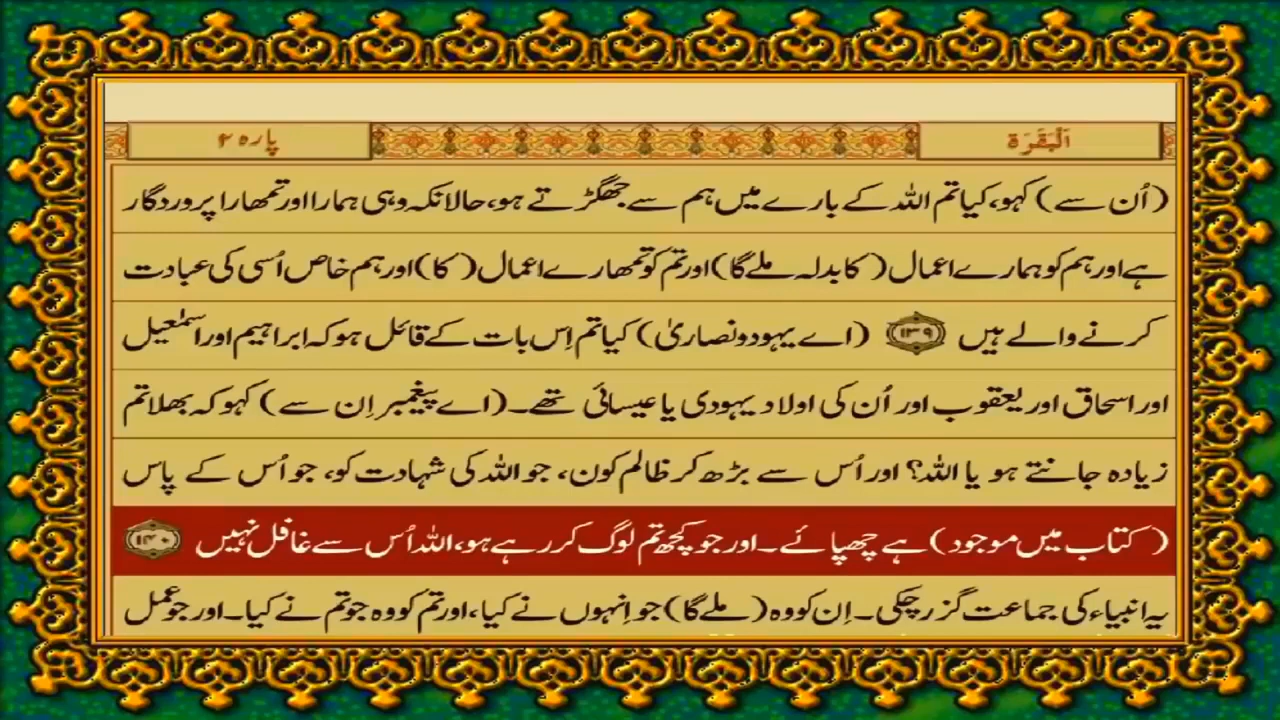 اَلْبَقَرَة پارہ ۲
(اُن سے) کہو، کیا تم اللہ کے بارے میں ہم سے جھگڑتے ہو، حالانکہ وہی ہمارا اور تمھارا پروردگار
ہے اور ہم کو ہمارے اعمال (کا بدلہ ملے گا) اور تم کو تمھارے اعمال (کا) اور ہم خاص اُسی کی عبادت
کرنے والے ہیں ۱۳۹ (اے یہود و نصاریٰ) کیا تم اِس بات کے قائل ہو کہ ابراہیم اور اسمٰعیل
اور اسحاق اور یعقوب اور اُن کی اولاد یہودی یا عیسائی تھے۔ (اے پیغمبر اِن سے) کہو کہ بھلا تم
زیادہ جانتے ہو یا اللہ؟ اور اُس سے بڑھ کر ظالم کون، جو اللہ کی شہادت کو، جو اُس کے پاس
(کتاب میں موجود) ہے چھپائے۔ اور جو کچھ تم لوگ کر رہے ہو، اللہ اُس سے غافل نہیں ۱۴۰
یہ انبیاء کی جماعت گزر چکی۔ اِن کو وہ (ملے گا) جو اِنہوں نے کیا، اور تم کو وہ جو تم نے کیا۔ اور جو عمل